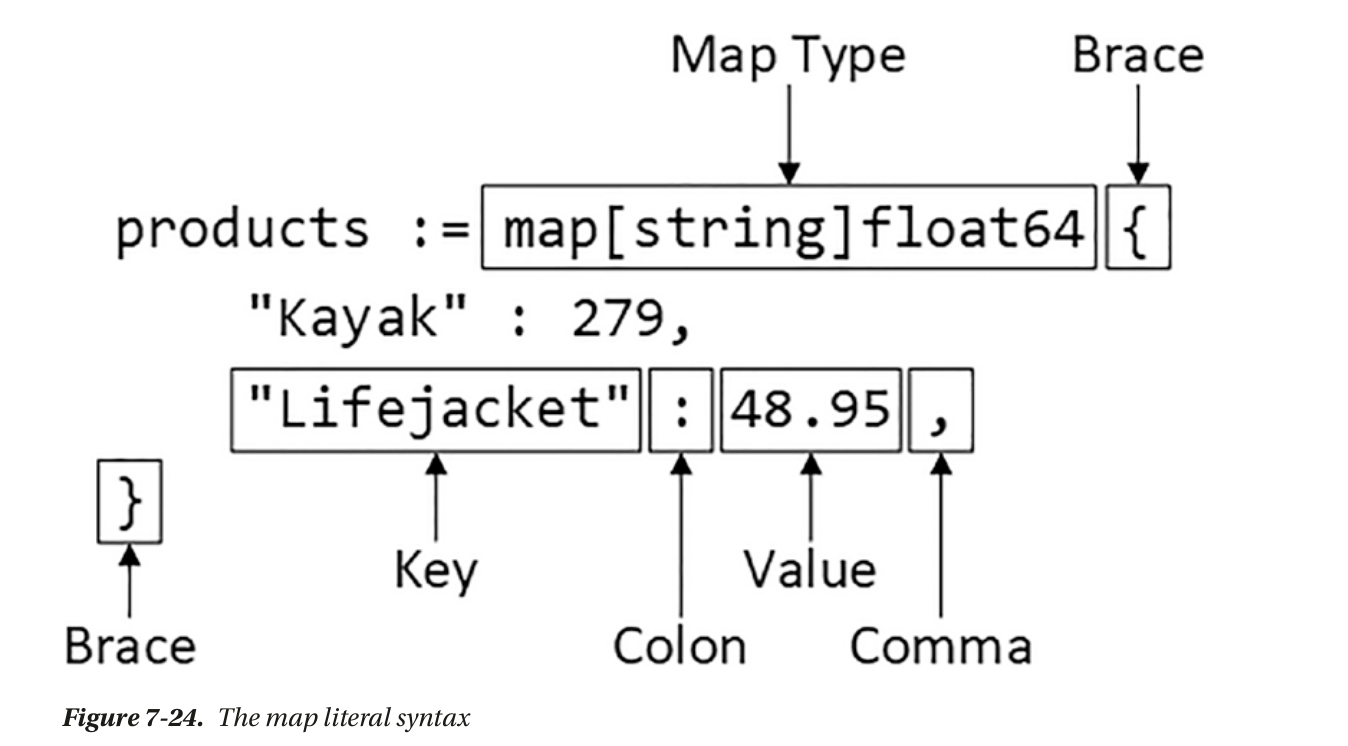 Map Type Brace
products := map[string]float64 {
"Kayak" : 279,
"Lifejacket" : 48.95 ,
}
Key Value
Brace Colon Comma
Figure 7-24. The map literal syntax